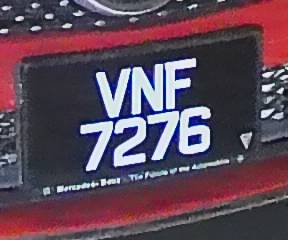 VNF
7276
Mercedes-Benz - The Future of the Automobile